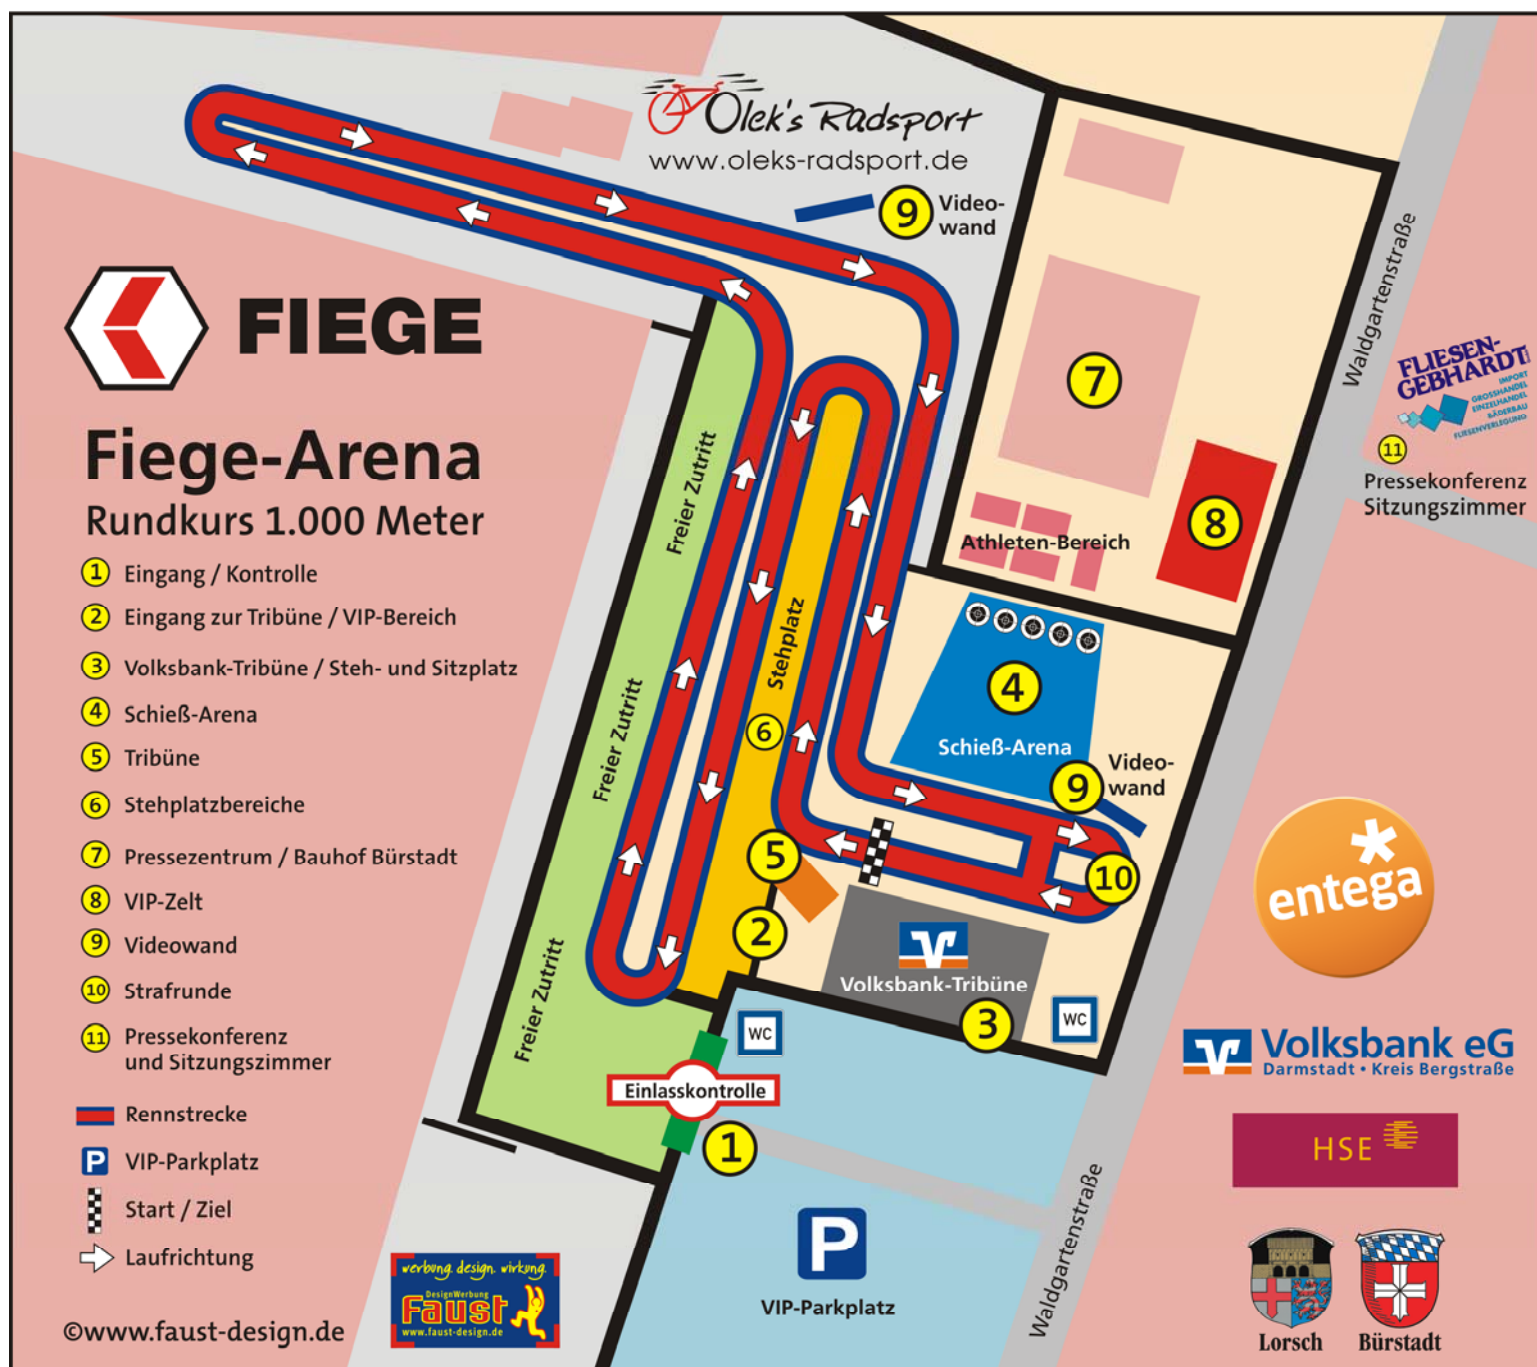 Olek's Radsport
www.oleks-radsport.de
9 Video-
wand
FIEGE
Fiege-Arena
Rundkurs 1.000 Meter
1 Eingang / Kontrolle
2 Eingang zur Tribüne / VIP-Bereich
3 Volksbank-Tribüne / Steh- und Sitzplatz
4 Schieß-Arena
5 Tribüne
6 Stehplatzbereiche
7 Pressezentrum / Bauhof Bürstadt
8 VIP-Zelt
9 Videowand
10 Strafrunde
11 Pressekonferenz
und Sitzungszimmer
Rennstrecke
P VIP-Parkplatz
Start / Ziel
Laufrichtung
©www.faust-design.de
werbung. design. wirkung.
DesignWerbung
Faust
www.faust-design.de
Freier Zutritt
Freier Zutritt
Freier Zutritt
Stehplatz
6
7
8
Athleten-Bereich
4
Schieß-Arena
9 Video-
wand
10
5
2
Volksbank-Tribüne
3
WC
WC
Einlasskontrolle
1
P
VIP-Parkplatz
Waldgartenstraße
Waldgartenstraße
FLIESEN-
GEBHARDT
IMPORT
GROSSHANDEL
EINZELHANDEL
BÄDERBAU
FLIESENVERLEGUNG
11
Pressekonferenz
Sitzungszimmer
entega
Volksbank eG
Darmstadt • Kreis Bergstraße
HSE
Lorsch
Bürstadt